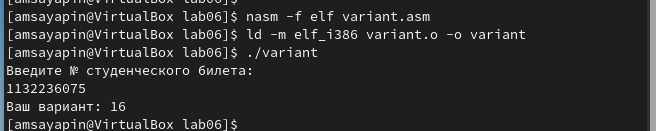 [amsayapin@VirtualBox lab06]$ nasm -f elf variant.asm
[amsayapin@VirtualBox lab06]$ ld -m elf_i386 variant.o -o variant
[amsayapin@VirtualBox lab06]$ ./variant
Введите № студенческого билета:
1132236075
Ваш вариант: 16
[amsayapin@VirtualBox lab06]$